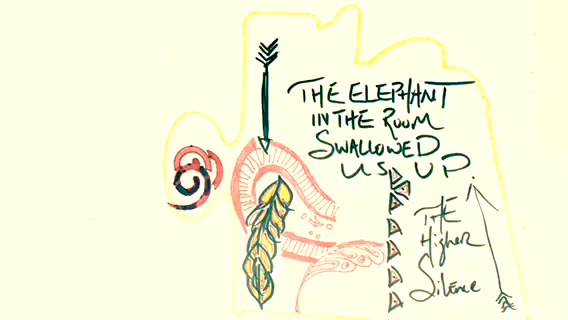 THE ELEPHANT
IN THE ROOM
SWALLOWED
US UP
THE
Higher
Silence